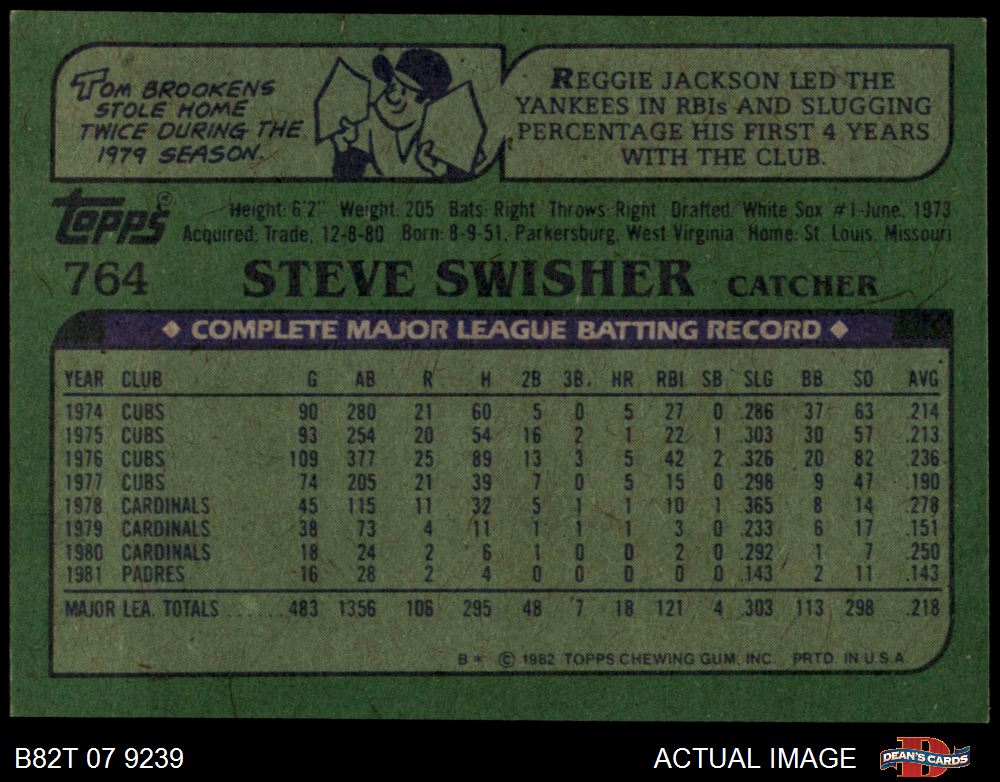 TOM BROOKENS
STOLE HOME
TWICE DURING THE
1979 SEASON.
REGGIE JACKSON LED THE
YANKEES IN RBIs AND SLUGGING
PERCENTAGE HIS FIRST 4 YEARS
WITH THE CLUB.
Topps®
Height: 6'2" Weight: 205 Bats: Right Throws: Right Drafted: White Sox #1-June, 1973
Acquired: Trade, 12-8-80 Born: 8-9-51, Parkersburg, West Virginia Home: St. Louis, Missouri
764 STEVE SWISHER CATCHER
◆ COMPLETE MAJOR LEAGUE BATTING RECORD ◆
YEAR CLUB G AB R H 2B 3B. HR RBI SB SLG BB SO AVG
1974 CUBS 90 280 21 60 5 0 5 27 0 .286 37 63 .214
1975 CUBS 93 254 20 54 16 2 1 22 1 .303 30 57 .213
1976 CUBS 109 377 25 89 13 3 5 42 2 .326 20 82 .236
1977 CUBS 74 205 21 39 7 0 5 15 0 .298 9 47 .190
1978 CARDINALS 45 115 11 32 5 1 1 10 1 .365 8 14 .278
1979 CARDINALS 38 73 4 11 1 1 1 3 0 .233 6 17 .151
1980 CARDINALS 18 24 2 6 1 0 0 2 0 .292 1 7 .250
1981 PADRES 16 28 2 4 0 0 0 0 0 .143 2 11 .143
MAJOR LEA. TOTALS ...... 483 1356 106 295 48 7 18 121 4 .303 113 298 .218
B* © 1982 TOPPS CHEWING GUM, INC. PRTD. IN U.S.A.
B82T 07 9239
ACTUAL IMAGE
DEAN'S CARDS